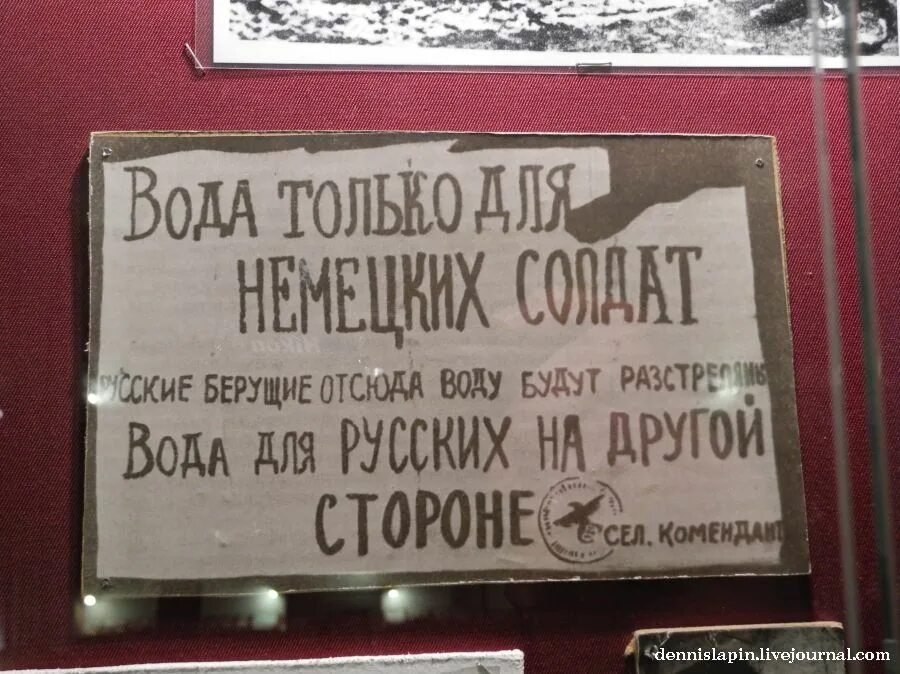 Вода только для
немецких солдат
Русские берущие отсюда воду будут разстреляны
Вода для русских на другой
стороне
сел. комендант
dennislapin.livejournal.com